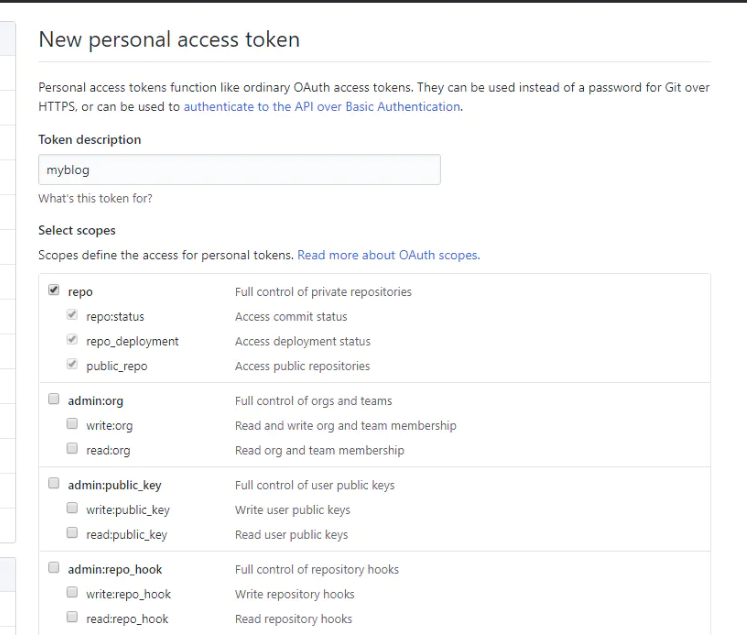 New personal access token
Personal access tokens function like ordinary OAuth access tokens. They can be used instead of a password for Git over
HTTPS, or can be used to authenticate to the API over Basic Authentication.
Token description
myblog
What's this token for?
Select scopes
Scopes define the access for personal tokens. Read more about OAuth scopes.
repo Full control of private repositories
repo:status Access commit status
repo_deployment Access deployment status
public_repo Access public repositories
admin:org Full control of orgs and teams
write:org Read and write org and team membership
read:org Read org and team membership
admin:public_key Full control of user public keys
write:public_key Write user public keys
read:public_key Read user public keys
admin:repo_hook Full control of repository hooks
write:repo_hook Write repository hooks
read:repo_hook Read repository hooks